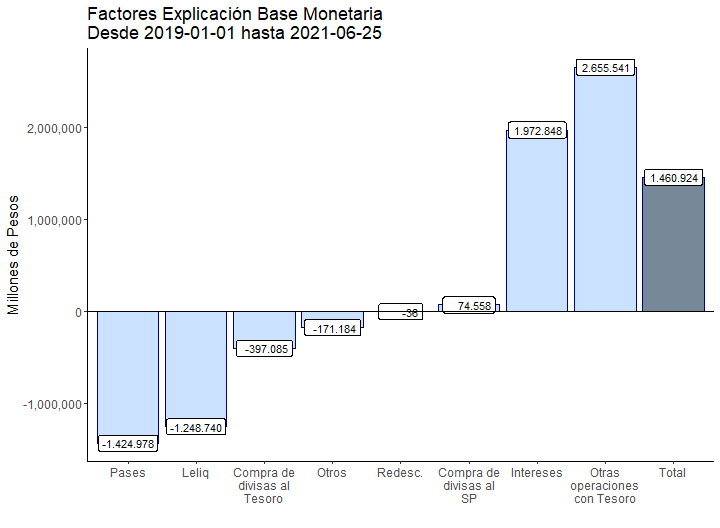 Factores Explicación Base Monetaria
Desde 2019-01-01 hasta 2021-06-25
Millones de Pesos
2,000,000
1,000,000
0
-1,000,000
-1.424.978
-1.248.740
-397.085
-171.184
-36
74.558
1.972.848
2.655.541
1.460.924
Pases
Leliq
Compra de
divisas al
Tesoro
Otros
Redesc.
Compra de
divisas al
SP
Intereses
Otras
operaciones
con Tesoro
Total